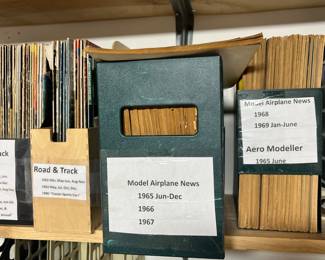 Road & Track
Model Airplane News
1965 Jun-Dec
1966
1967
Model Airplane News
1968
1969 Jan-June
Aero Modeller
1965 June